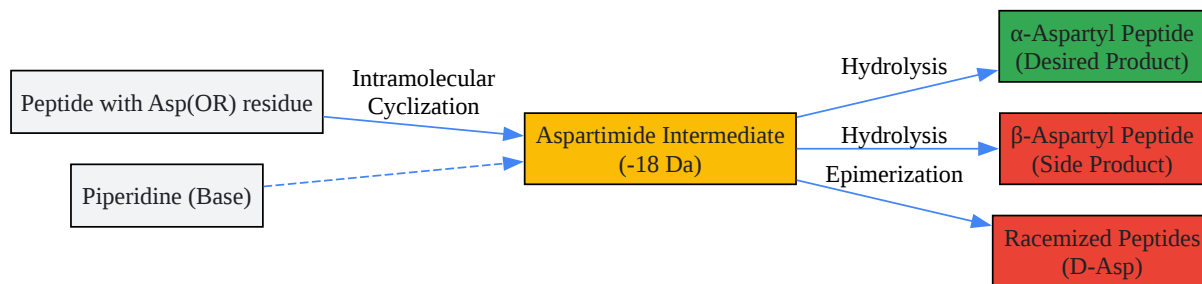 Peptide with Asp(OR) residue
Piperidine (Base)
Intramolecular
Cyclization
Aspartimide Intermediate
(-18 Da)
Hydrolysis
Hydrolysis
Epimerization
α-Aspartyl Peptide
(Desired Product)
β-Aspartyl Peptide
(Side Product)
Racemized Peptides
(D-Asp)